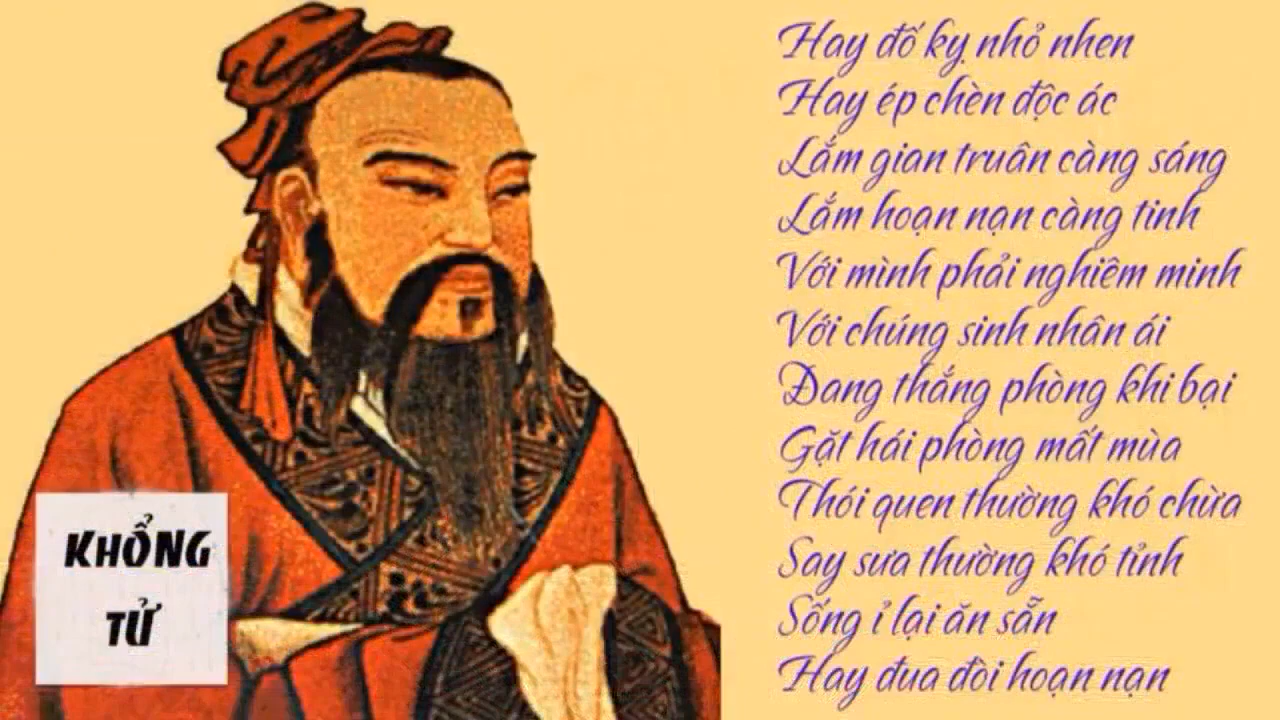 Hay đố kỵ nhỏ nhen
Hay ép chèn độc ác
Lắm gian truân càng sáng
Lắm hoạn nạn càng tinh
Với mình phải nghiêm minh
Với chúng sinh nhân ái
Đang thắng phòng khi bại
Gặt hái phòng mất mùa
Thói quen thường khó chừa
Say sưa thường khó tỉnh
Sống ỉ lại ăn sẵn
Hay đua đòi hoạn nạn
KHỔNG
TỬ